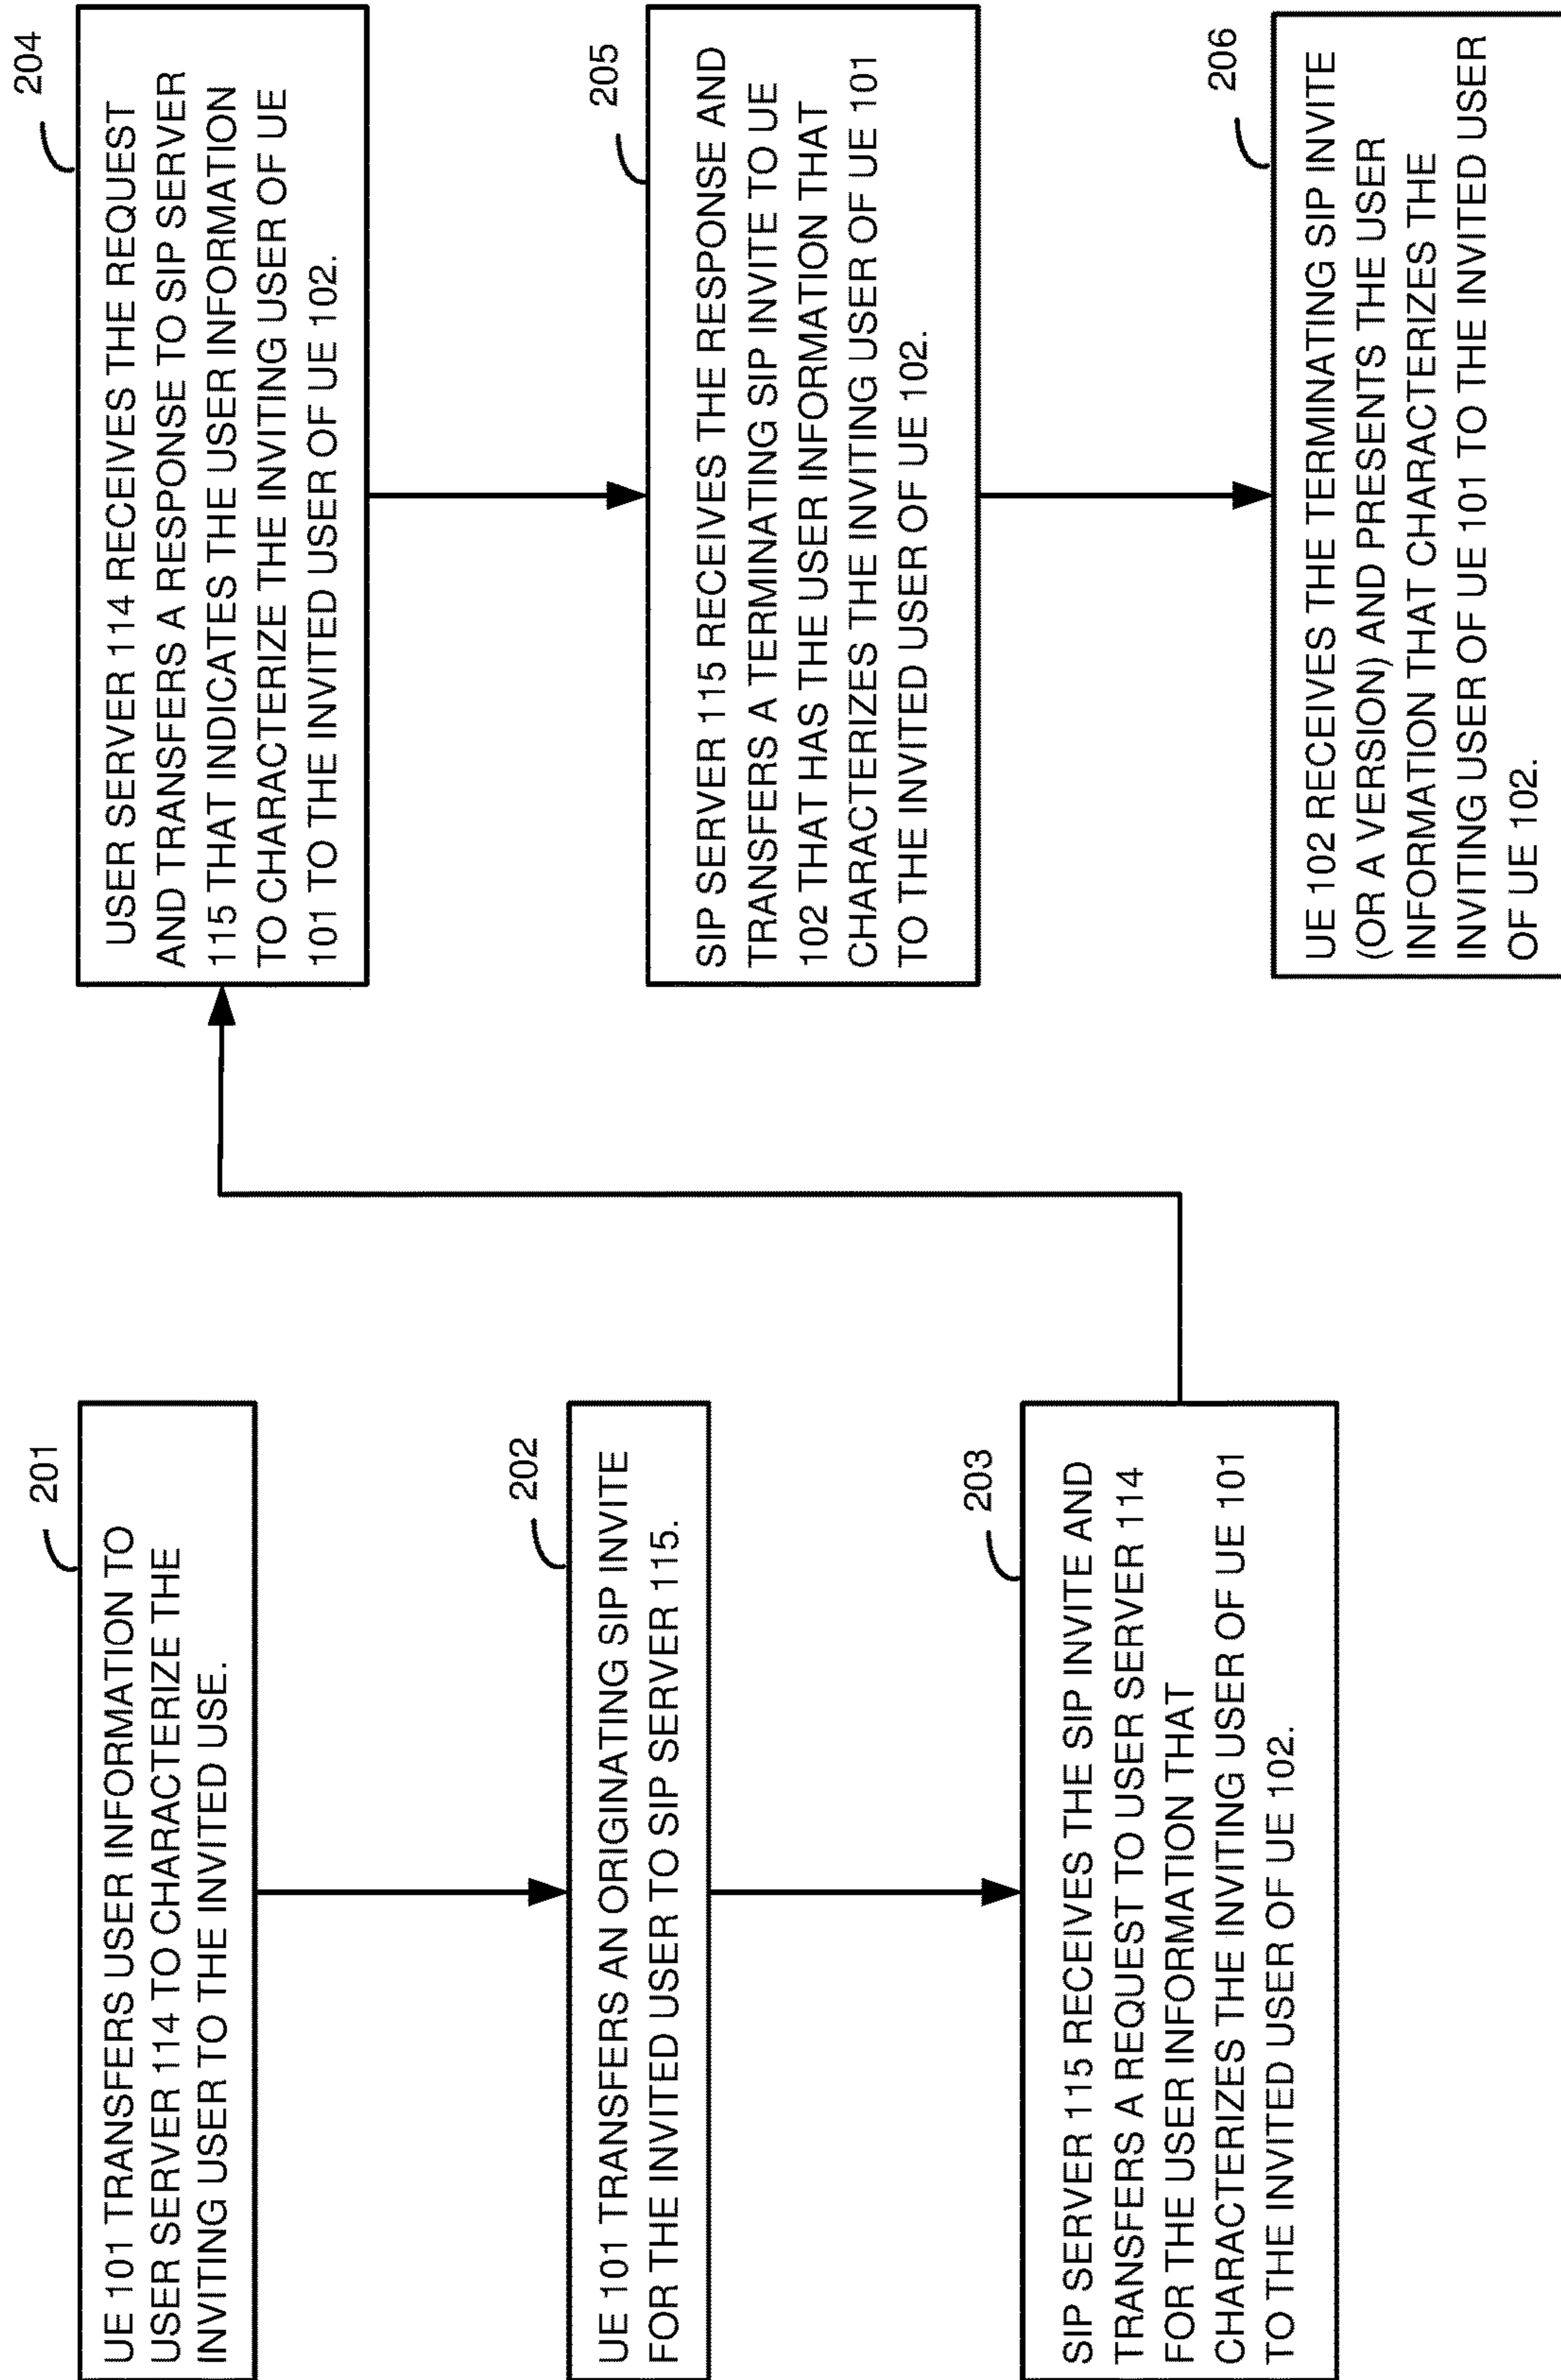 201
UE 101 TRANSFERS USER INFORMATION TO
USER SERVER 114 TO CHARACTERIZE THE
INVITING USER TO THE INVITED USE.
202
UE 101 TRANSFERS AN ORIGINATING SIP INVITE
FOR THE INVITED USER TO SIP SERVER 115.
203
SIP SERVER 115 RECEIVES THE SIP INVITE AND
TRANSFERS A REQUEST TO USER SERVER 114
FOR THE USER INFORMATION THAT
CHARACTERIZES THE INVITING USER OF UE 101
TO THE INVITED USER OF UE 102.
204
USER SERVER 114 RECEIVES THE REQUEST
AND TRANSFERS A RESPONSE TO SIP SERVER
115 THAT INDICATES THE USER INFORMATION
TO CHARACTERIZE THE INVITING USER OF UE
101 TO THE INVITED USER OF UE 102.
205
SIP SERVER 115 RECEIVES THE RESPONSE AND
TRANSFERS A TERMINATING SIP INVITE TO UE
102 THAT HAS THE USER INFORMATION THAT
CHARACTERIZES THE INVITING USER OF UE 101
TO THE INVITED USER OF UE 102.
206
UE 102 RECEIVES THE TERMINATING SIP INVITE
(OR A VERSION) AND PRESENTS THE USER
INFORMATION THAT CHARACTERIZES THE
INVITING USER OF UE 101 TO THE INVITED USER
OF UE 102.